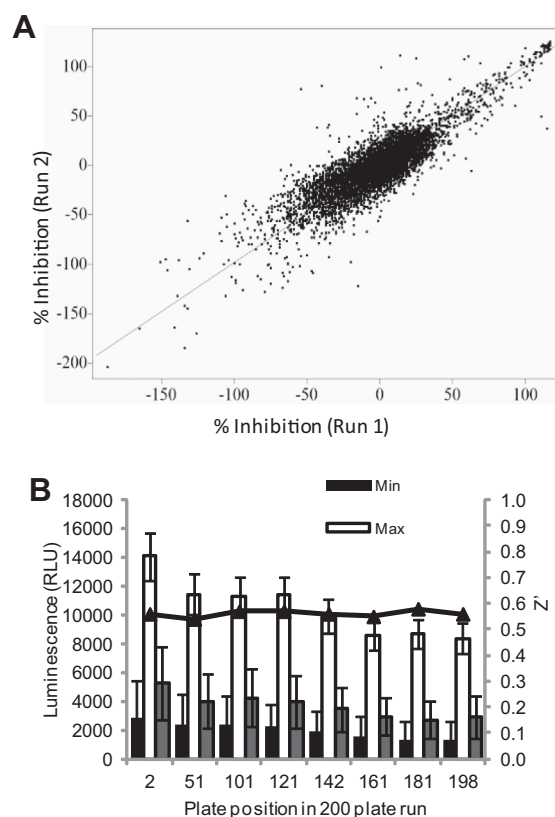 A
100
50
0
-50
-100
-150
-200
% Inhibition (Run 2)
-150 -100 -50 0 50 100
% Inhibition (Run 1)
B
Min
Max
18000
16000
14000
12000
10000
8000
6000
4000
2000
0
Luminescence (RLU)
1.0
0.9
0.8
0.7
0.6
0.5
0.4
0.3
0.2
0.1
0.0
Z'
2 51 101 121 142 161 181 198
Plate position in 200 plate run